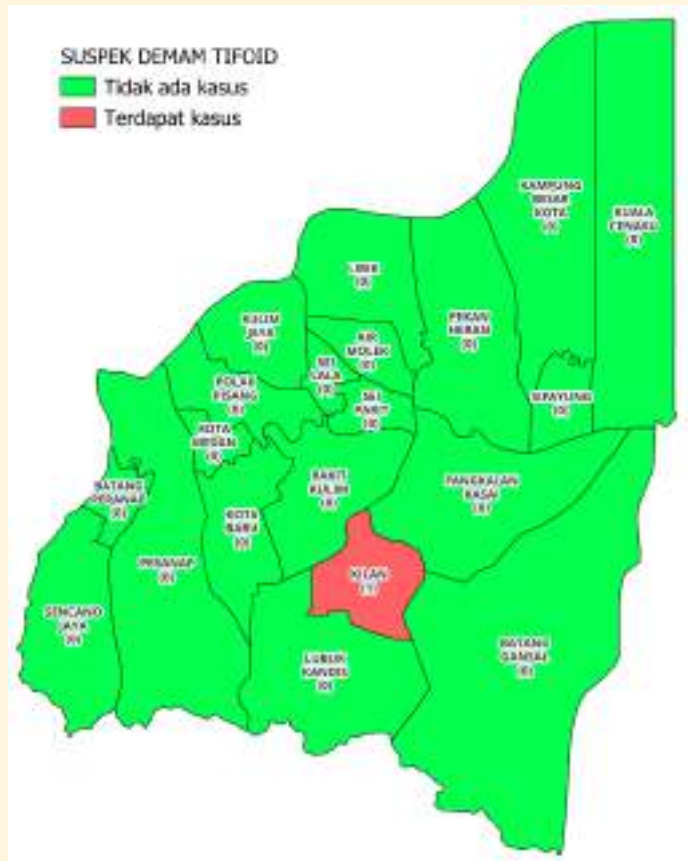 SUSPEK DEMAM TIFOID
Tidak ada kasus
Terdapat kasus
KAMPUNG
BESAR
KOTA
(0)
KUALA
CENAKU
(0)
LIRIK
(0)
PEKAN
HERAN
(0)
KULIM
JAYA
(0)
AIR
MOLEK
(0)
SEI
LALA
(0)
POLAK
PISANG
(0)
SEI
PARIT
(0)
SIPAYUNG
(0)
KOTA
MEDAN
(0)
BATANG
PERANAP
(0)
RAKIT
KULIM
(0)
PANGKALAN
KASAI
(0)
KOTA
BARU
(0)
PERANAP
(0)
KILAN
(1)
SENCANO
JAYA
(0)
LUBUK
KANDIS
(0)
BATANG
GANSAL
(0)